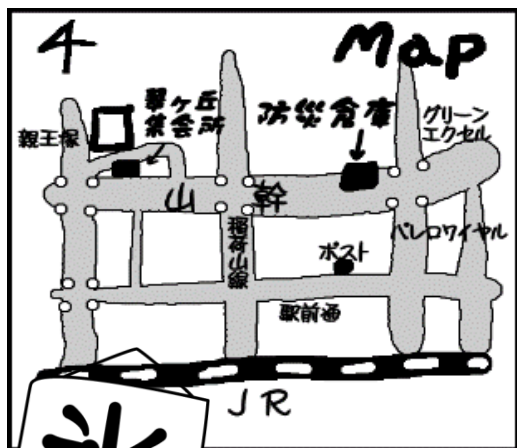 4
Map
翠ヶ丘
集会所
防災倉庫
グリーン
エクセル
親王塚
山幹
稲荷山線
パレロワイヤル
ポスト
駅前通
JR
氷